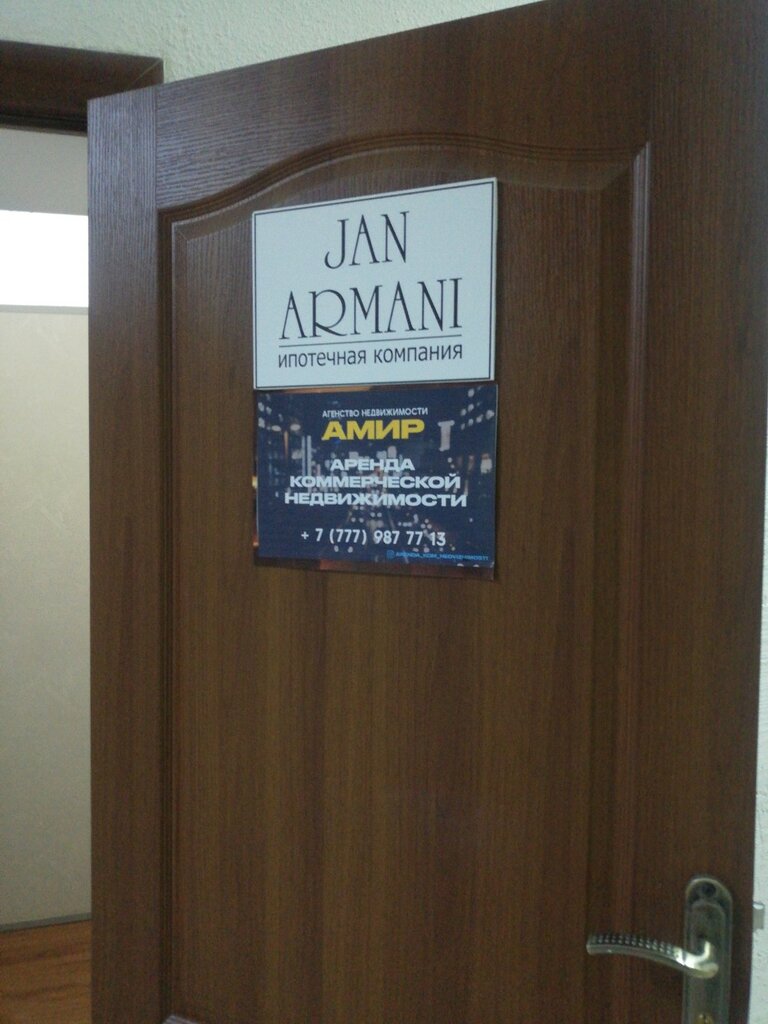 JAN
ARMANI
ипотечная компания
АГЕНСТВО НЕДВИЖИМОСТИ
АМИР
АРЕНДА
КОММЕРЧЕСКОЙ
НЕДВИЖИМОСТИ
+ 7 (777) 987 77 13